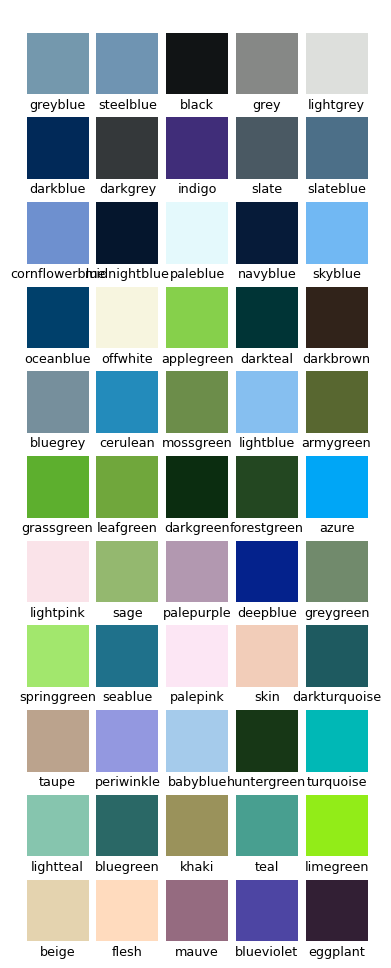 greyblue steelblue black grey lightgrey
darkblue darkgrey indigo slate slateblue
cornflowerblue midnightblue paleblue navyblue skyblue
oceanblue offwhite applegreen darkteal darkbrown
bluegrey cerulean mossgreen lightblue armygreen
grassgreen leafgreen darkgreen forestgreen azure
lightpink sage palepurple deepblue greygreen
springgreen seablue palepink skin darkturquoise
taupe periwinkle babyblue huntergreen turquoise
lightteal bluegreen khaki teal limegreen
beige flesh mauve blueviolet eggplant